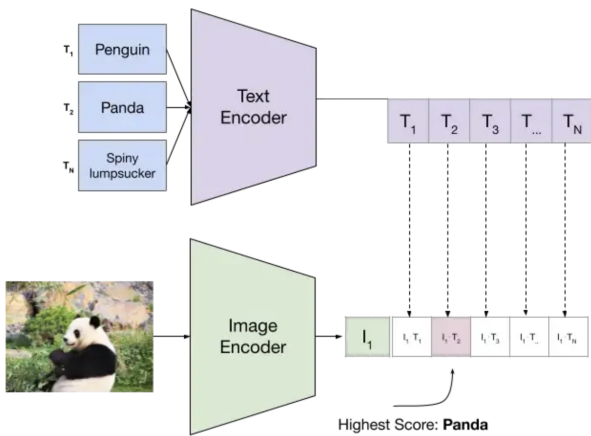 T1 Penguin
T2 Panda
TN Spiny
lumpsucker
Text
Encoder
T1 T2 T3 T... TN
Image
Encoder
I1 I1 T1 I1 T2 I1 T3 I1 T... I1 TN
Highest Score: Panda